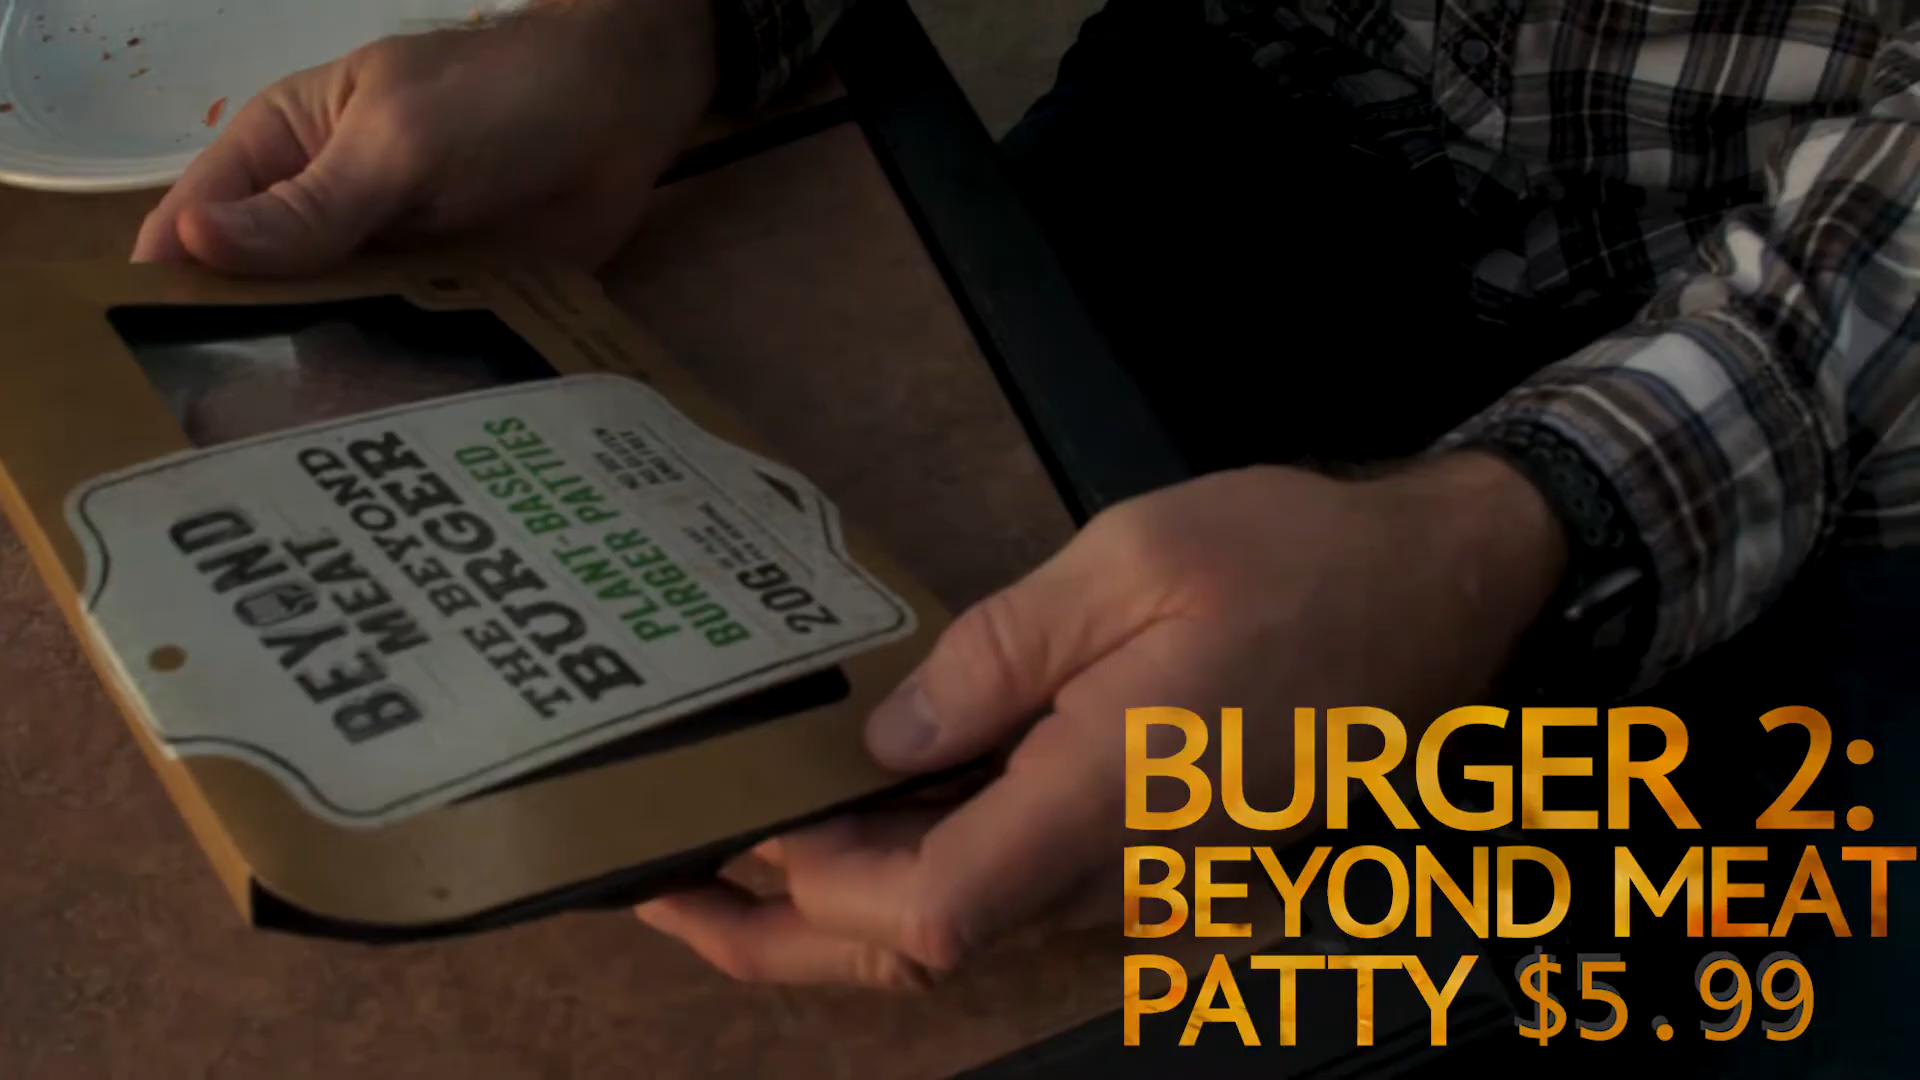 BEYOND
MEAT
THE BEYOND
BURGER
PLANT-BASED
BURGER PATTIES
20G
BURGER 2:
BEYOND MEAT
PATTY $5.99